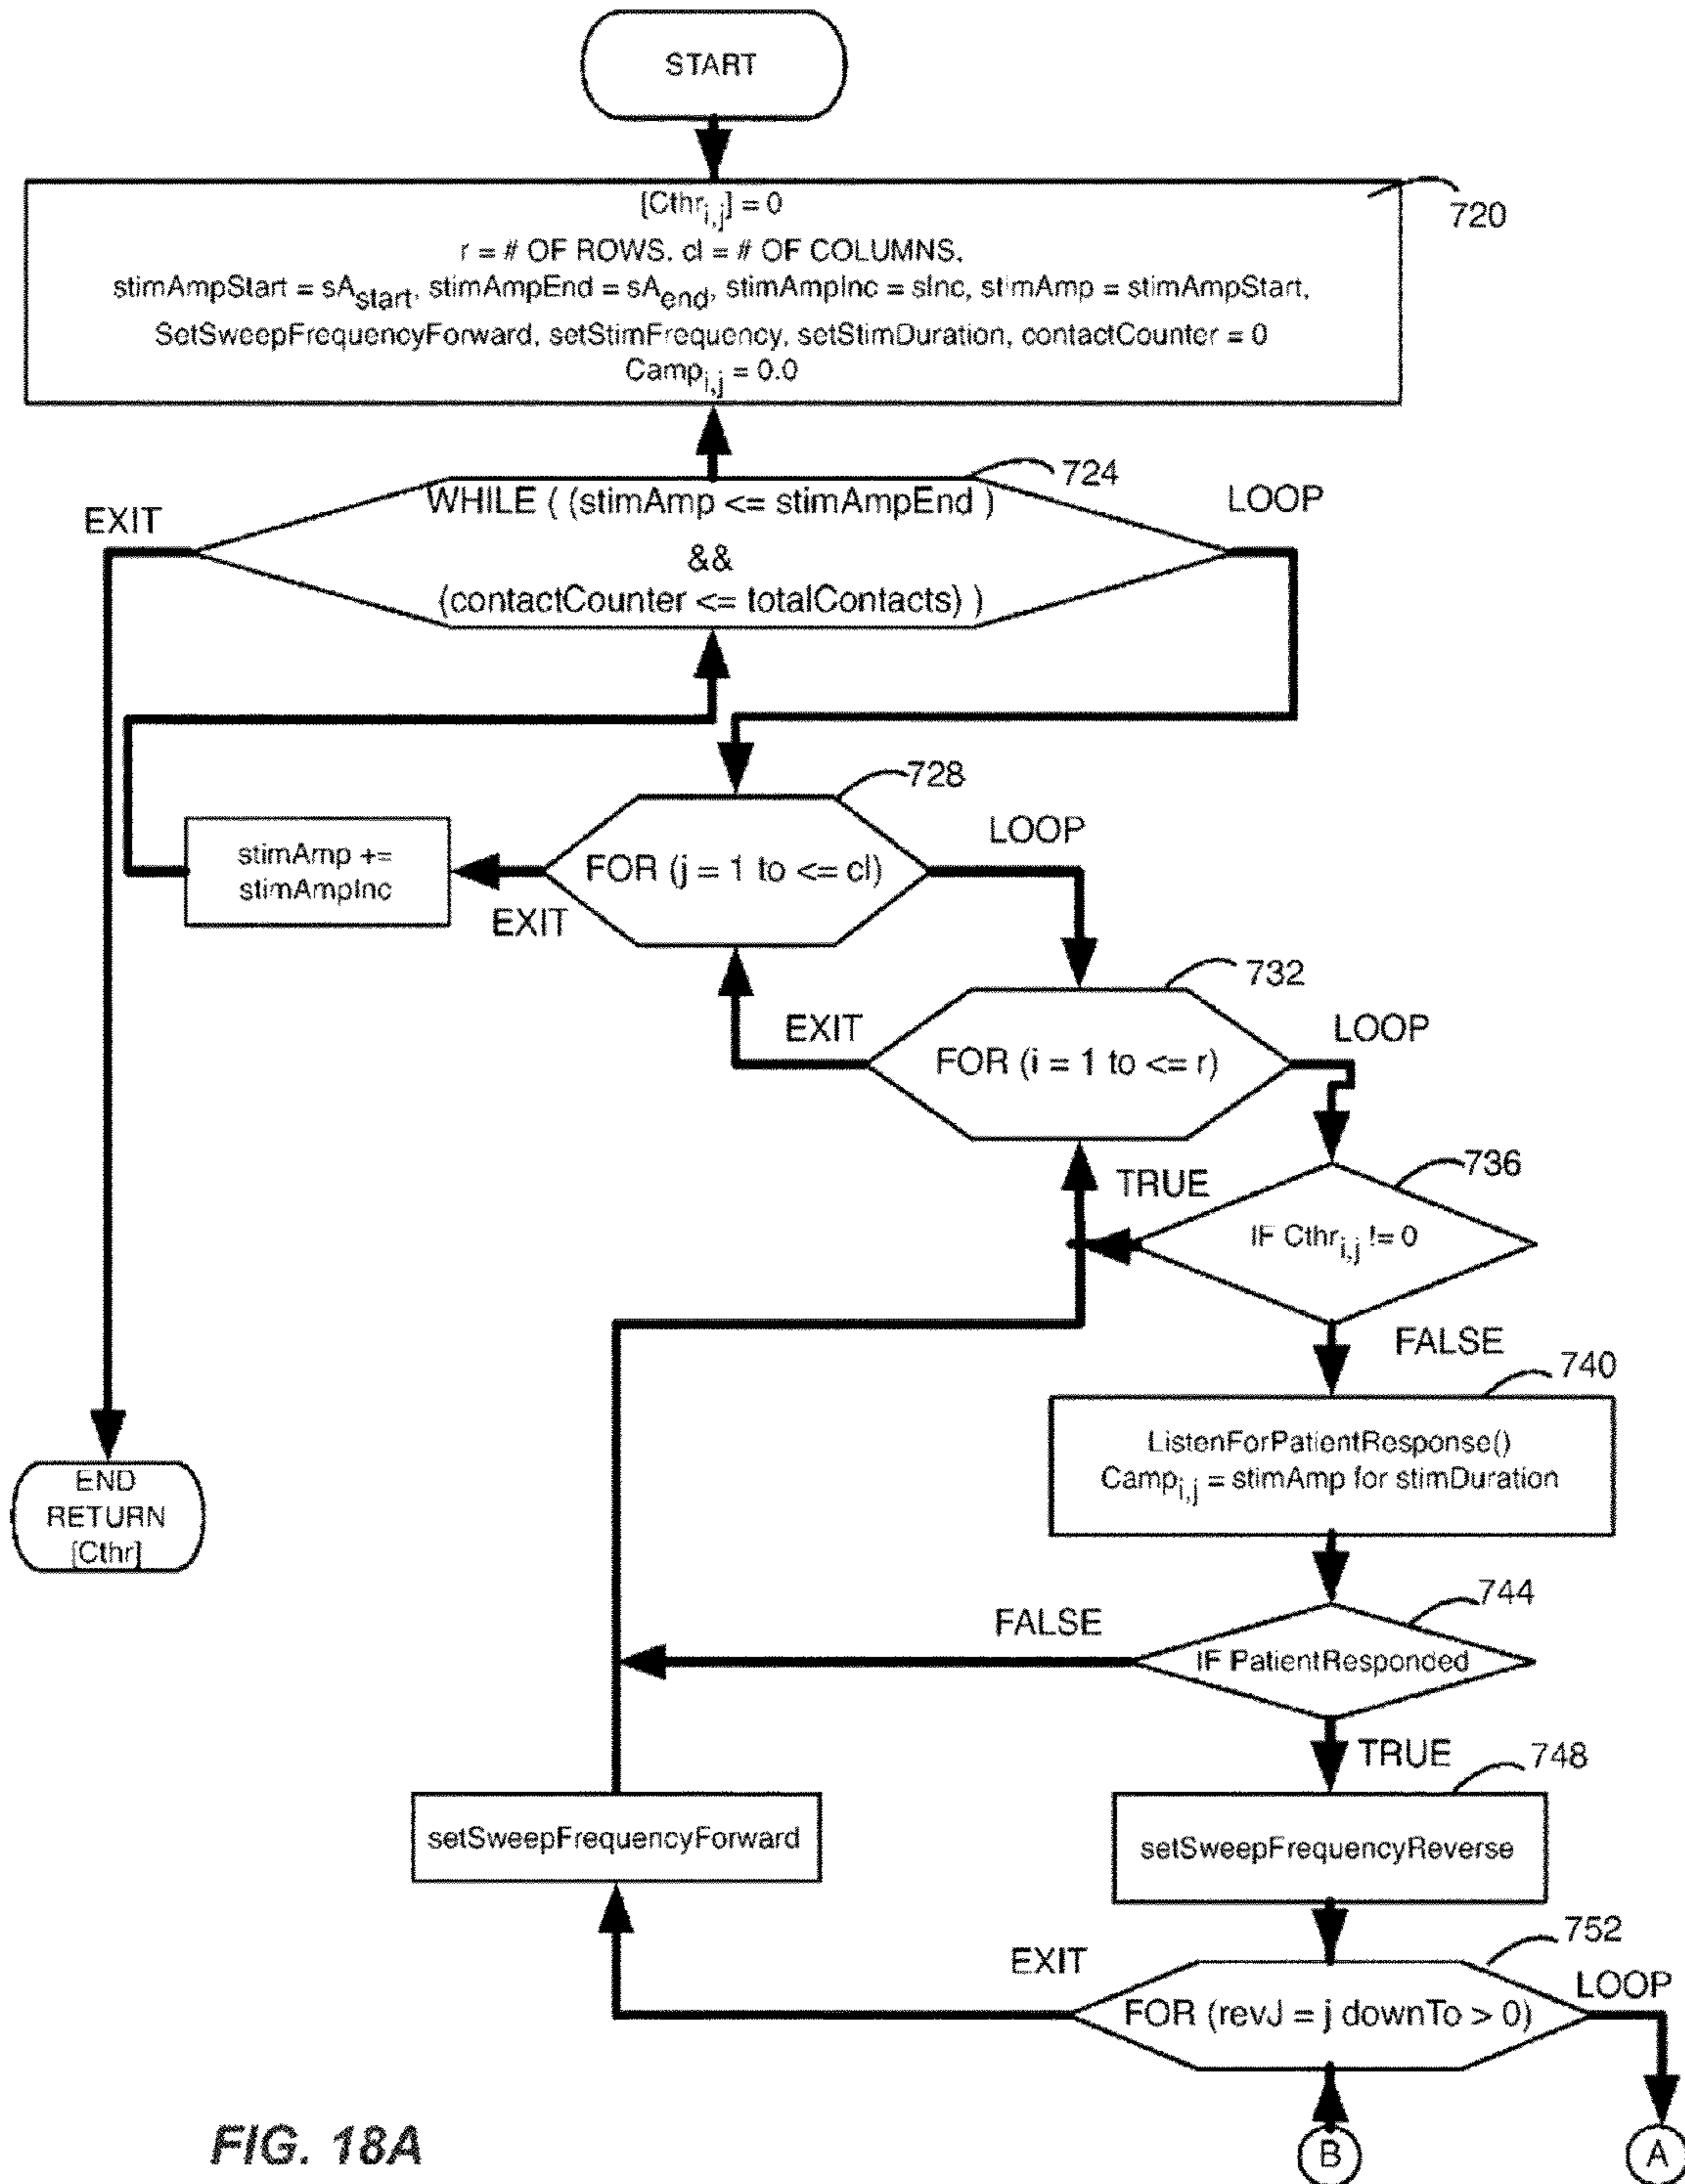 START
[Cthri,j] = 0
720
r = # OF ROWS. cl = # OF COLUMNS,
stimAmpStart = sAstart, stimAmpEnd = sAend, stimAmpInc = sInc, stimAmp = stimAmpStart,
SetSweepFrequencyForward, setStimFrequency, setStimDuration, contactCounter = 0
Campi,j = 0.0
724
EXIT
WHILE ( (stimAmp <= stimAmpEnd )
LOOP
&&
(contactCounter <= totalContacts) )
728
stimAmp +=
stimAmpInc
FOR (j = 1 to <= cl)
LOOP
EXIT
732
EXIT
FOR (i = 1 to <= r)
LOOP
736
TRUE
IF Cthri,j != 0
FALSE
740
ListenForPatientResponse()
Campi,j = stimAmp for stimDuration
END
RETURN
[Cthr]
744
FALSE
IF PatientResponded
TRUE
748
setSweepFrequencyForward
setSweepFrequencyReverse
752
EXIT
LOOP
FOR (revJ = j downTo > 0)
FIG. 18A
B
A